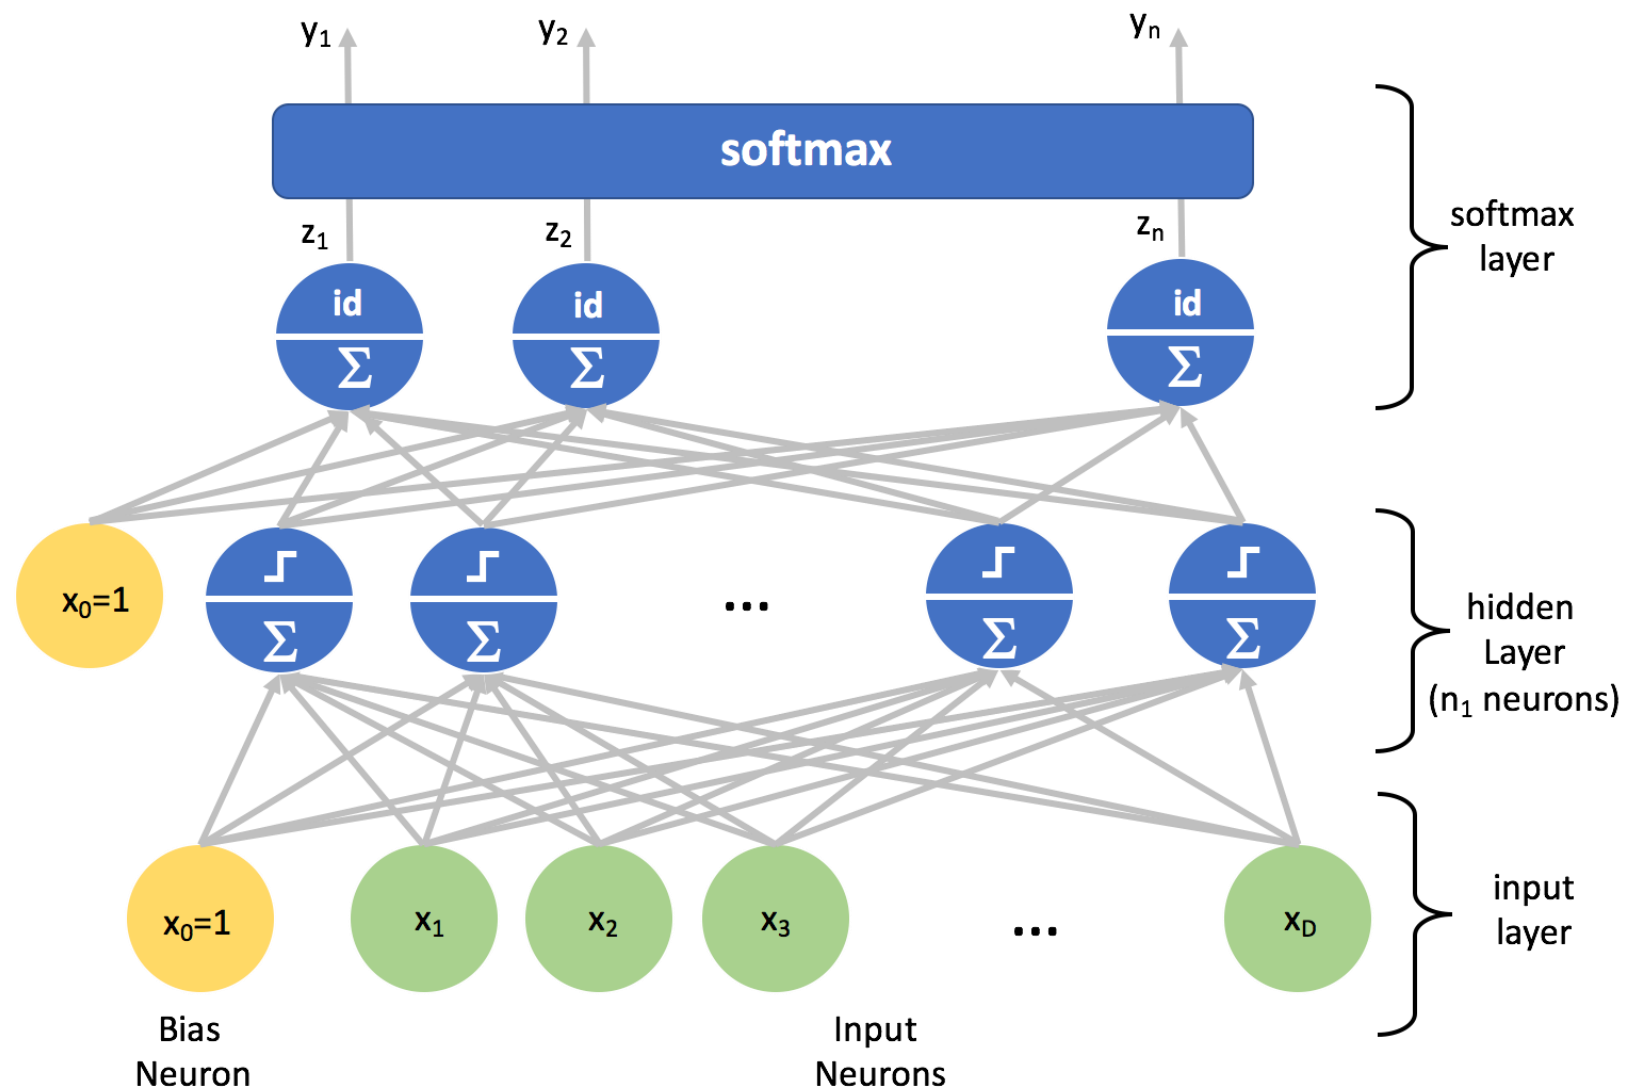 y₁ y₂ yₙ
softmax
softmax
layer
z₁ z₂ zₙ
id id id
Σ Σ Σ
x₀=1 ...
Σ Σ Σ Σ
hidden
Layer
(n₁ neurons)
x₀=1 x₁ x₂ x₃ ... x_D
input
layer
Bias
Neuron
Input
Neurons